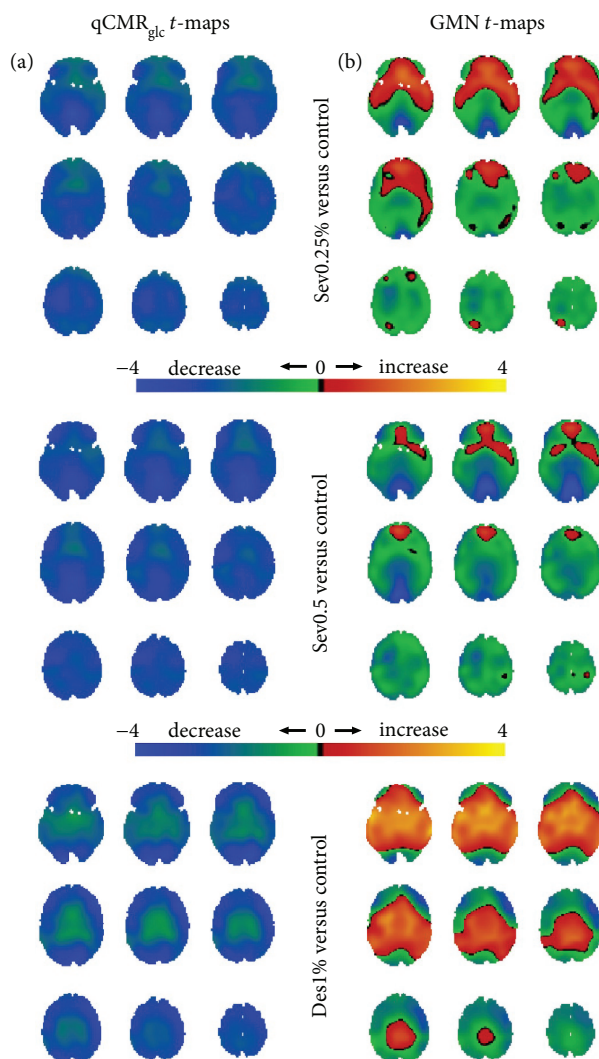 qCMRglc t-maps
GMN t-maps
(a)
(b)
Sev0.25% versus control
−4 decrease ← 0 → increase 4
Sev0.5 versus control
−4 decrease ← 0 → increase 4
Des1% versus control